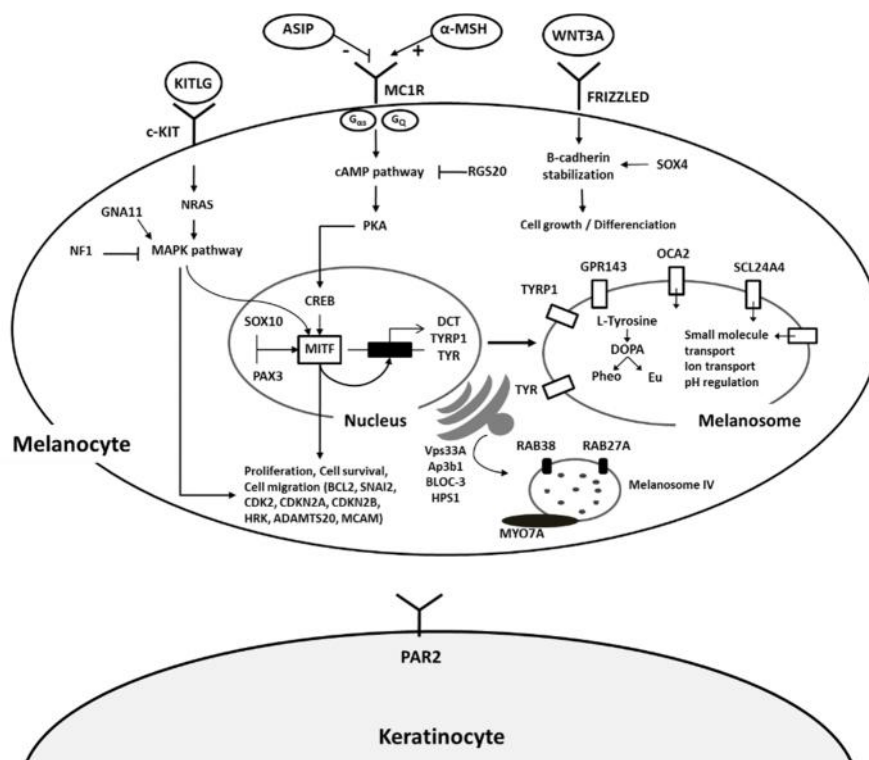 ASIP
α-MSH
WNT3A
-
+
KITLG
MC1R
FRIZZLED
c-KIT
Gαs
GQ
B-cadherin
stabilization
SOX4
cAMP pathway
RGS20
NRAS
GNA11
Cell growth / Differenciation
PKA
NF1
MAPK pathway
OCA2
GPR143
SCL24A4
TYRP1
CREB
SOX10
DCT
TYRP1
TYR
MITF
PAX3
L-Tyrosine
DOPA
Pheo
Eu
Small molecule
transport
Ion transport
pH regulation
TYR
Nucleus
Melanosome
Melanocyte
Vps33A
Ap3b1
BLOC-3
HPS1
RAB38
RAB27A
Melanosome IV
MYO7A
Proliferation, Cell survival,
Cell migration (BCL2, SNAI2,
CDK2, CDKN2A, CDKN2B,
HRK, ADAMTS20, MCAM)
PAR2
Keratinocyte